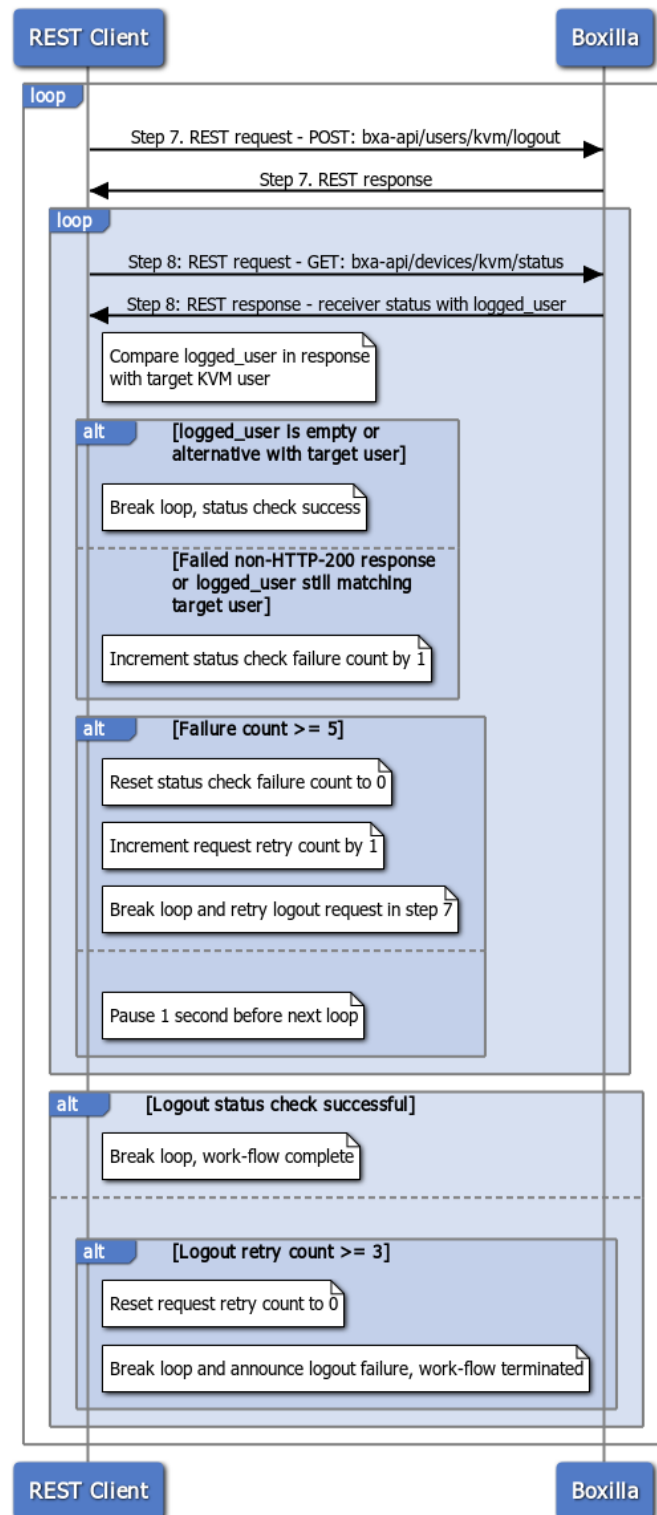 REST Client
Boxilla
loop
Step 7. REST request - POST: bxa-api/users/kvm/logout
Step 7. REST response
loop
Step 8: REST request - GET: bxa-api/devices/kvm/status
Step 8: REST response - receiver status with logged_user
Compare logged_user in response
with target KVM user
alt
[logged_user is empty or
alternative with target user]
Break loop, status check success
[Failed non-HTTP-200 response
or logged_user still matching
target user]
Increment status check failure count by 1
alt
[Failure count >= 5]
Reset status check failure count to 0
Increment request retry count by 1
Break loop and retry logout request in step 7
Pause 1 second before next loop
alt
[Logout status check successful]
Break loop, work-flow complete
alt
[Logout retry count >= 3]
Reset request retry count to 0
Break loop and announce logout failure, work-flow terminated
REST Client
Boxilla